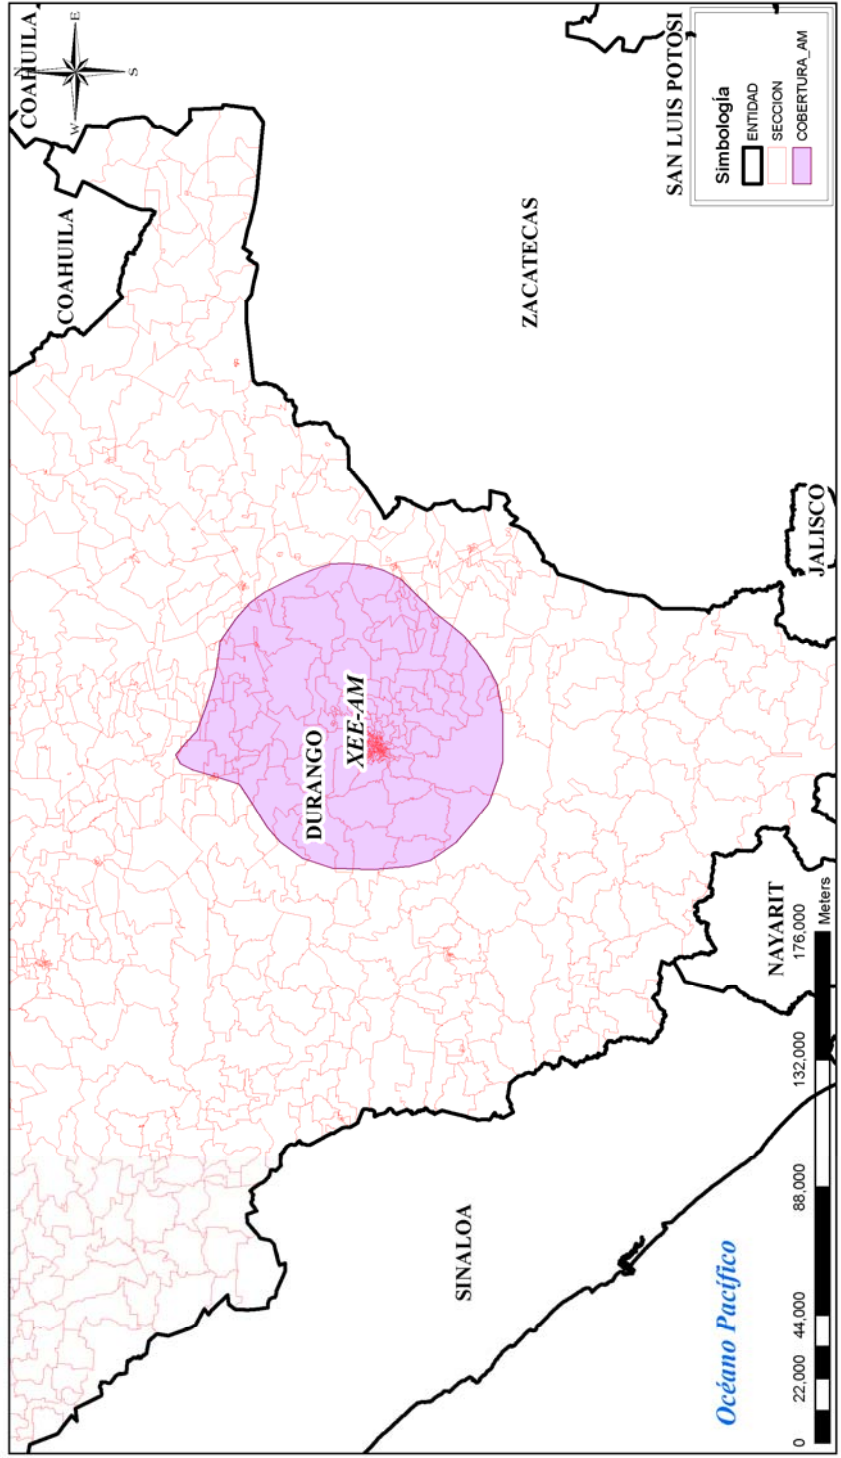 COAHUILA
N
E
W
S
COAHUILA
SAN LUIS POTOSI
Simbología
ENTIDAD
SECCION
COBERTURA_AM
ZACATECAS
DURANGO
XEE-AM
JALISCO
SINALOA
NAYARIT
Océano Pacífico
0 22,000 44,000 88,000 132,000 176,000
Meters